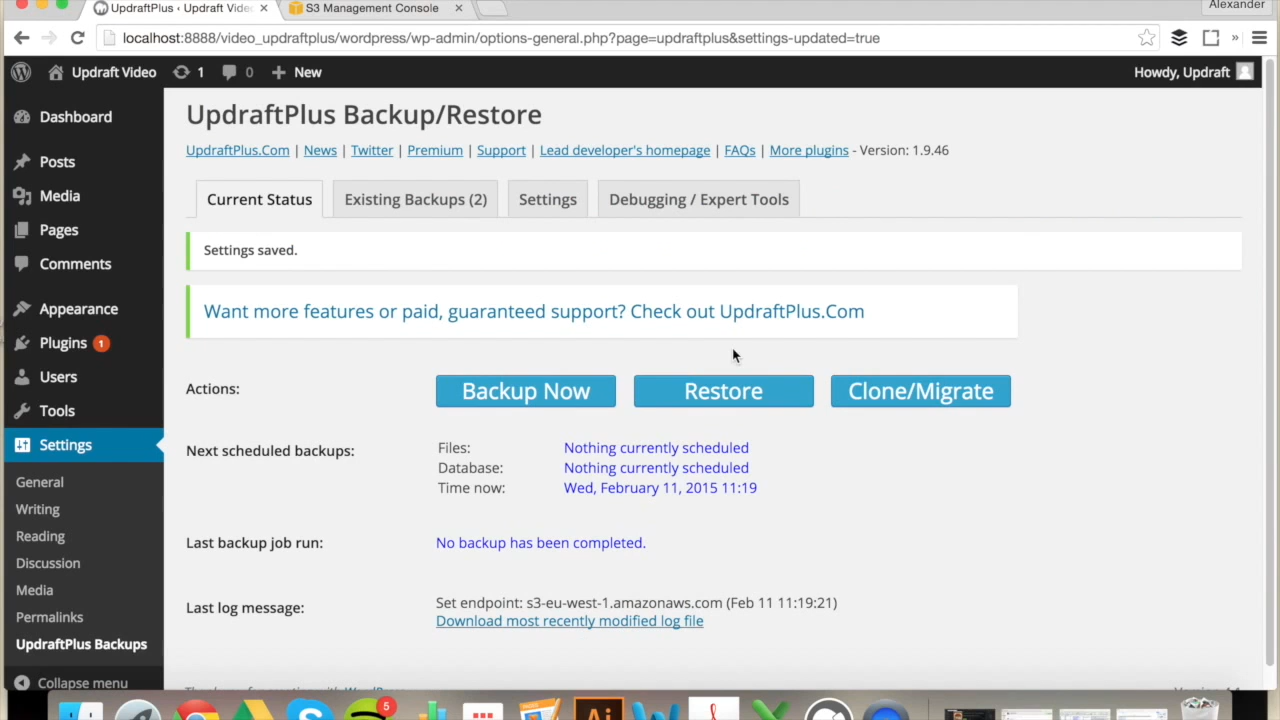 UpdraftPlus ‹ Updraft Vide
S3 Management Console
Alexander
localhost:8888/video_updraftplus/wordpress/wp-admin/options-general.php?page=updraftplus&settings-updated=true
Updraft Video 1 0 New
Howdy, Updraft
Dashboard
Posts
Media
Pages
Comments
Appearance
Plugins 1
Users
Tools
Settings
General
Writing
Reading
Discussion
Media
Permalinks
UpdraftPlus Backups
Collapse menu
UpdraftPlus Backup/Restore
UpdraftPlus.Com | News | Twitter | Premium | Support | Lead developer's homepage | FAQs | More plugins - Version: 1.9.46
Current Status Existing Backups (2) Settings Debugging / Expert Tools
Settings saved.
Want more features or paid, guaranteed support? Check out UpdraftPlus.Com
Actions: Backup Now Restore Clone/Migrate
Next scheduled backups: Files: Nothing currently scheduled
Database: Nothing currently scheduled
Time now: Wed, February 11, 2015 11:19
Last backup job run: No backup has been completed.
Last log message: Set endpoint: s3-eu-west-1.amazonaws.com (Feb 11 11:19:21)
Download most recently modified log file
5
Ai